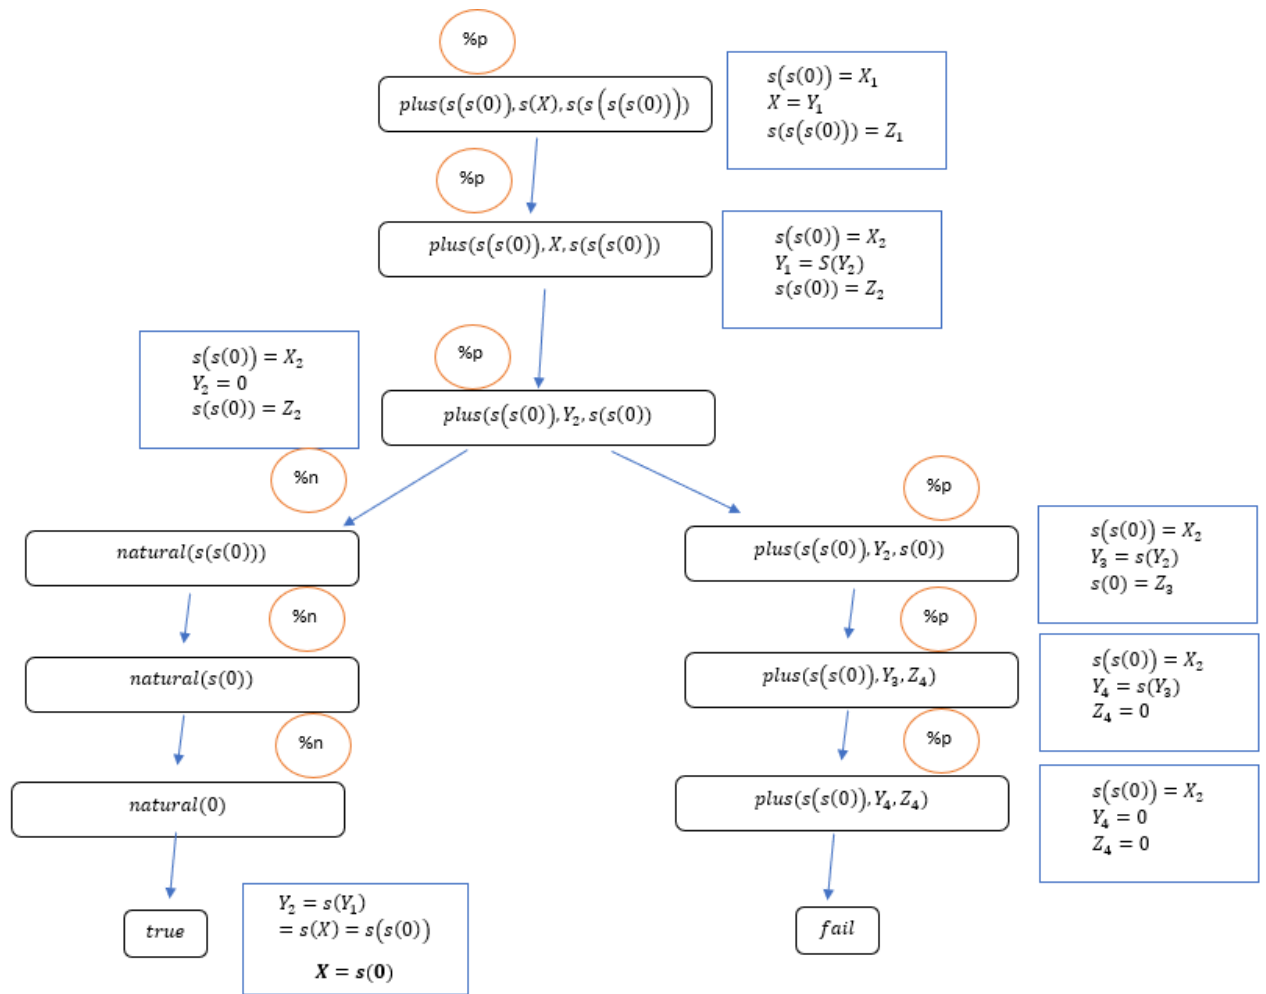 %p
plus(s(s(0)), s(X), s(s(s(s(0))))
s(s(0)) = X₁
X = Y₁
s(s(s(0))) = Z₁
%p
plus(s(s(0)), X, s(s(s(0)))
s(s(0)) = X₂
Y₁ = S(Y₂)
s(s(0)) = Z₂
s(s(0)) = X₂
Y₂ = 0
s(s(0)) = Z₂
%p
plus(s(s(0)), Y₂, s(s(0))
%n
natural(s(s(0)))
%p
plus(s(s(0)), Y₂, s(0))
s(s(0)) = X₂
Y₃ = s(Y₂)
s(0) = Z₃
%n
natural(s(0))
%p
plus(s(s(0)), Y₃, Z₄)
s(s(0)) = X₂
Y₄ = s(Y₃)
Z₄ = 0
%n
natural(0)
%p
plus(s(s(0)), Y₄, Z₄)
s(s(0)) = X₂
Y₄ = 0
Z₄ = 0
true
Y₂ = s(Y₁)
= s(X) = s(s(0))
X = s(0)
fail